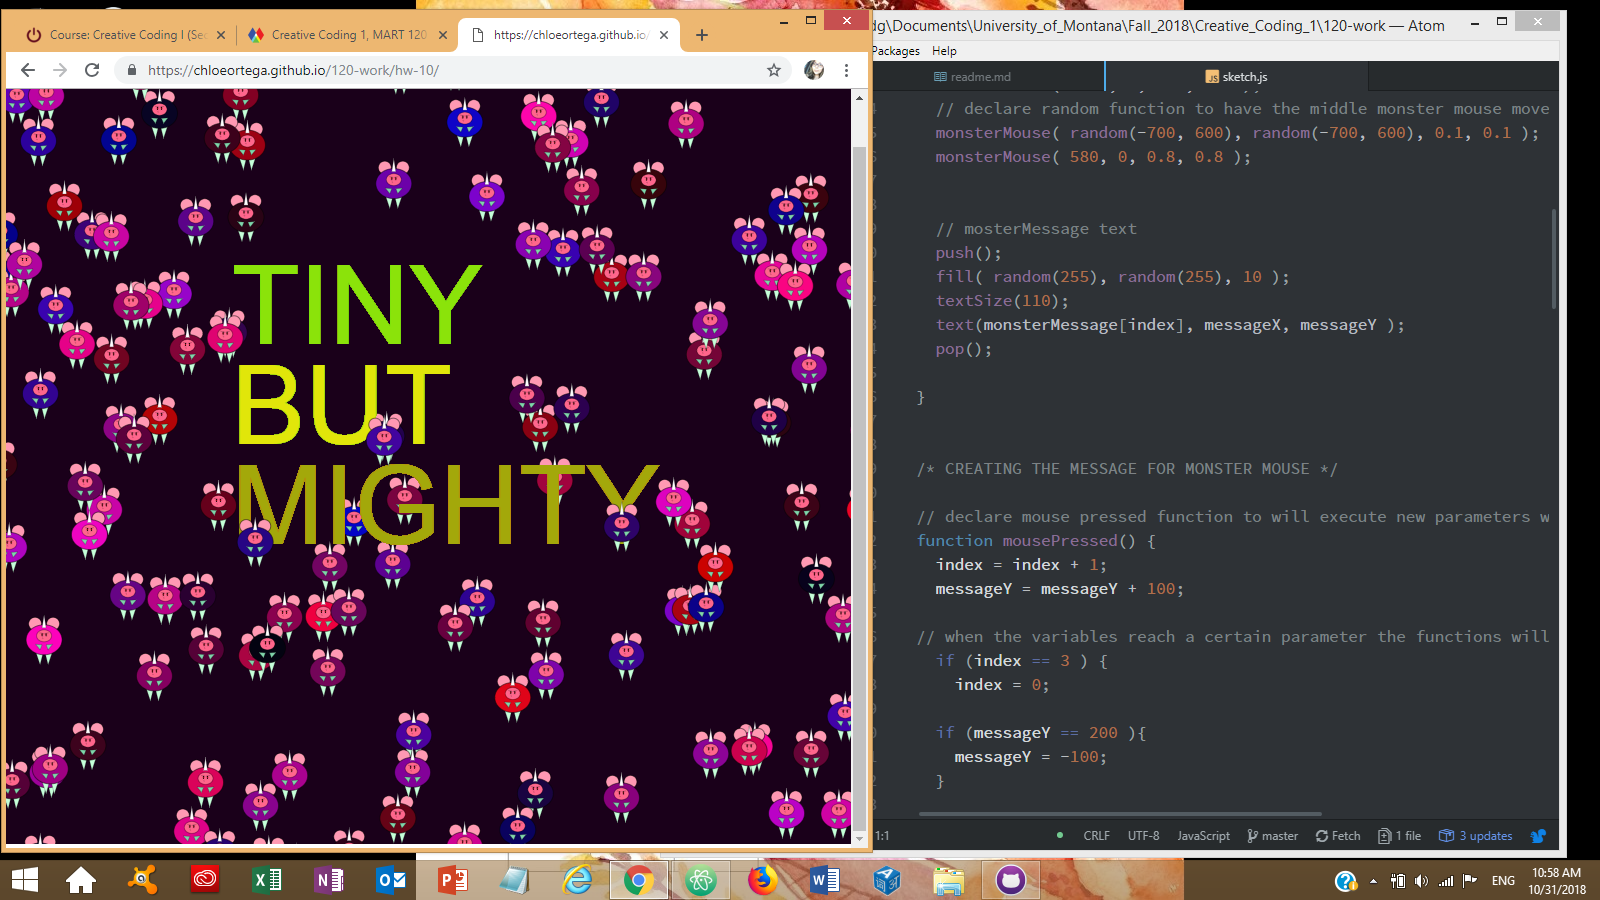 Course: Creative Coding I (Sec
Creative Coding 1, MART 120
https://chloeortega.github.io/
https://chloeortega.github.io/120-work/hw-10/
TINY
BUT
MIGHTY
dg\Documents\University_of_Montana\Fall_2018\Creative_Coding_1\120-work — Atom
Packages Help
readme.md
JS sketch.js
// declare random function to have the middle monster mouse move
monsterMouse( random(-700, 600), random(-700, 600), 0.1, 0.1 );
monsterMouse( 580, 0, 0.8, 0.8 );
// mosterMessage text
push();
fill( random(255), random(255), 10 );
textSize(110);
text(monsterMessage[index], messageX, messageY );
pop();
}
/* CREATING THE MESSAGE FOR MONSTER MOUSE */
// declare mouse pressed function to will execute new parameters w
function mousePressed() {
index = index + 1;
messageY = messageY + 100;
// when the variables reach a certain parameter the functions will
if (index == 3 ) {
index = 0;
if (messageY == 200 ){
messageY = -100;
}
1:1
CRLF UTF-8 JavaScript master Fetch 1 file 3 updates
ENG
10:58 AM
10/31/2018